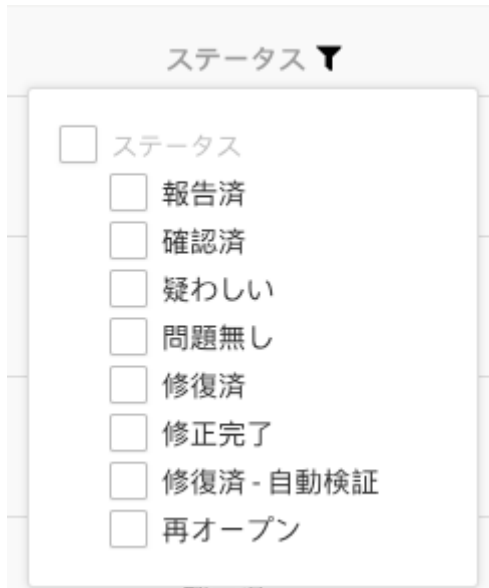 ステータス
ステータス
報告済
確認済
疑わしい
問題無し
修復済
修正完了
修復済 - 自動検証
再オープン